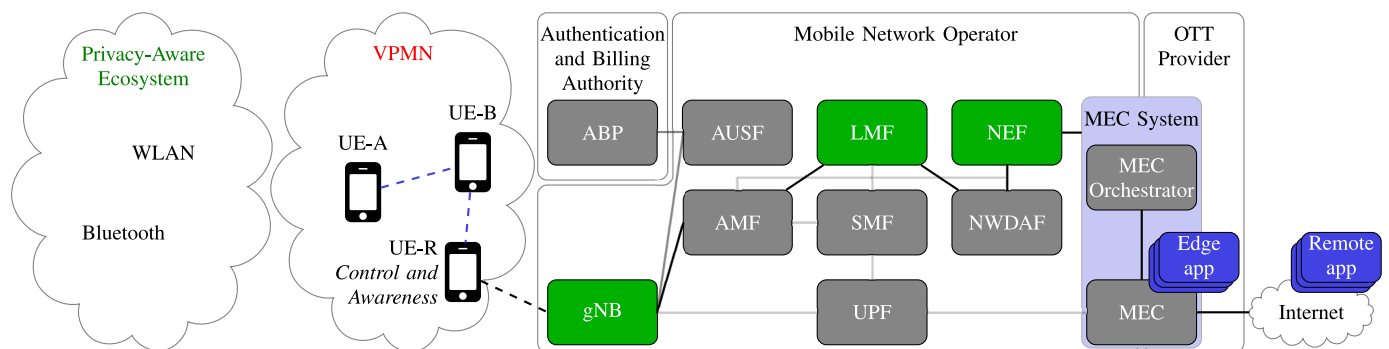 Privacy-Aware
Ecosystem
WLAN
Bluetooth
VPMN
UE-A
UE-B
UE-R
Control and
Awareness
Authentication
and Billing
Authority
ABP
gNB
Mobile Network Operator
AUSF
LMF
NEF
AMF
SMF
NWDAF
UPF
OTT
Provider
MEC System
MEC
Orchestrator
Edge
app
MEC
Remote
app
Internet